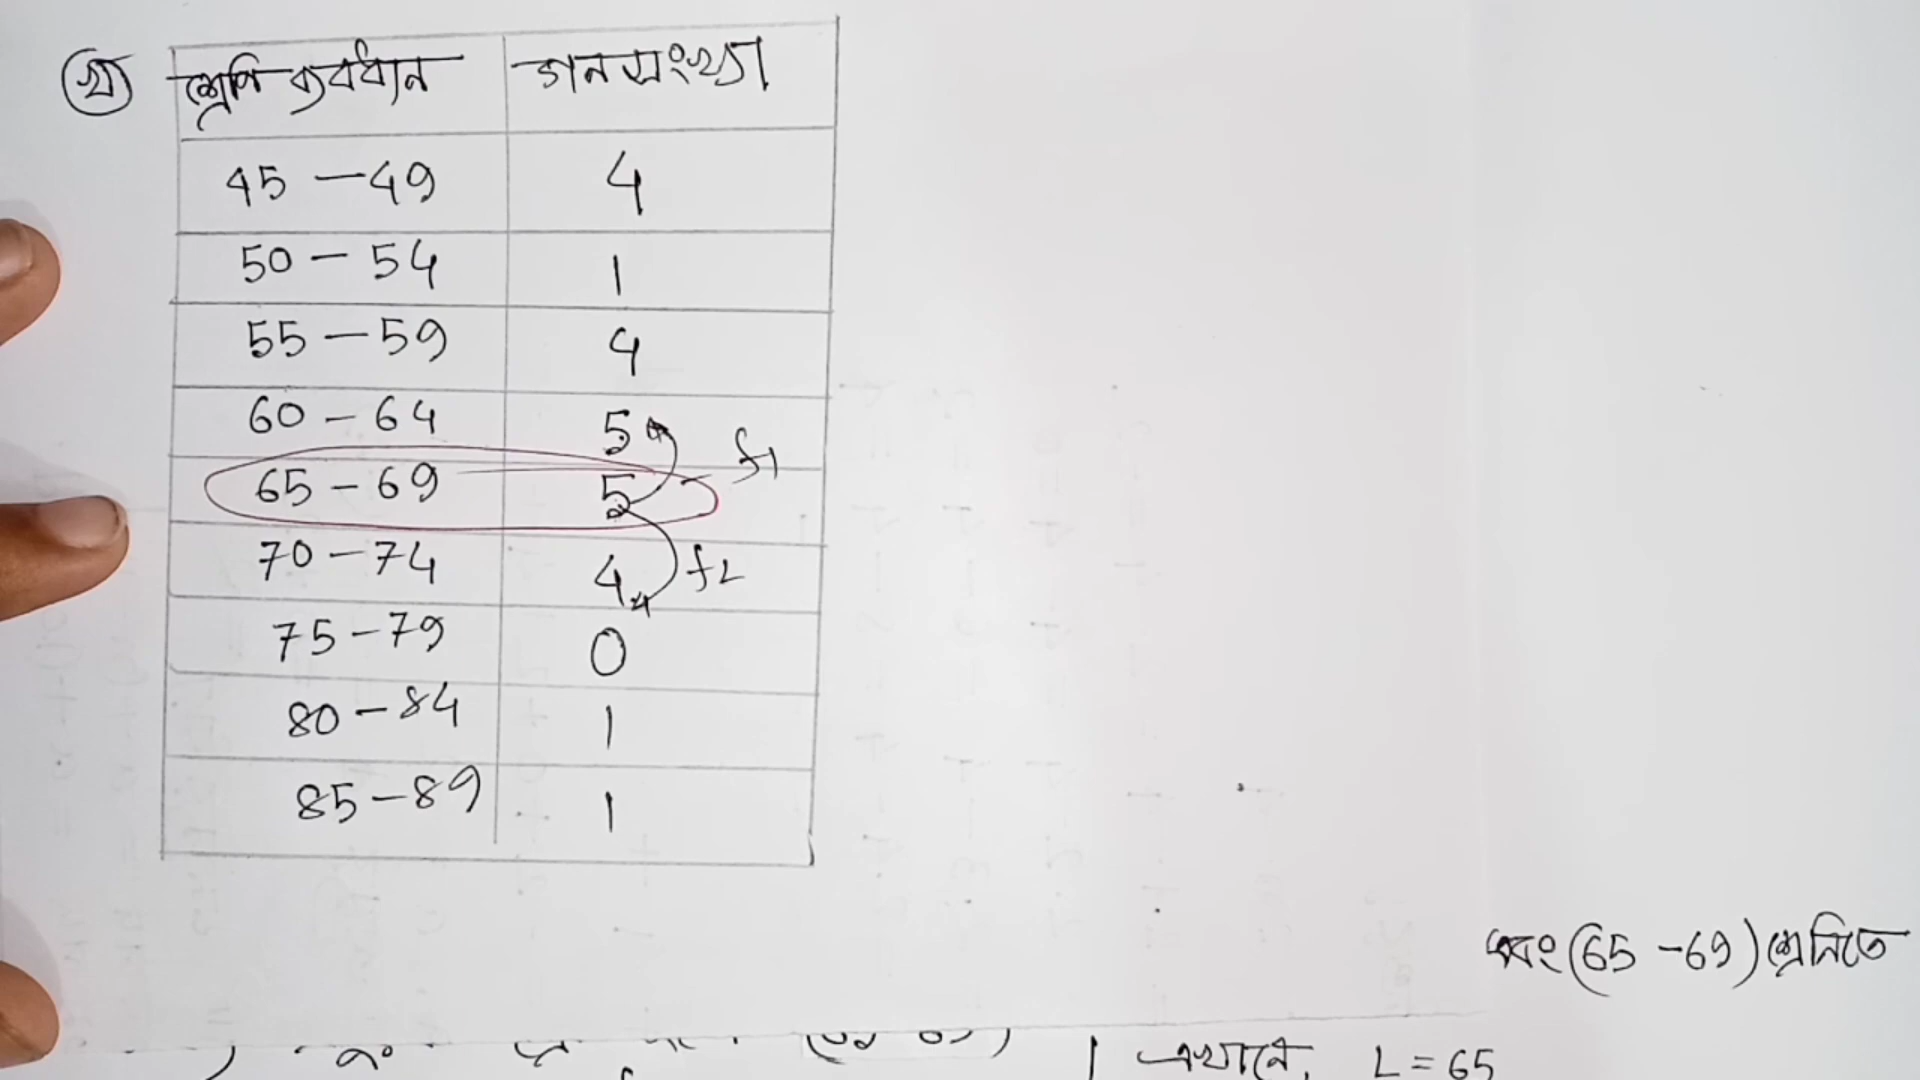 খ
শ্রেণি ব্যবধান গনসংখ্যা
45 – 49 4
50 – 54 1
55 – 59 4
60 – 64 5
f1
65 – 69 5
70 – 74 4 f2
75 – 79 0
80 – 84 1
85 – 89 1
এবং (65 – 69) শ্রেনিতে
এখানে, L = 65